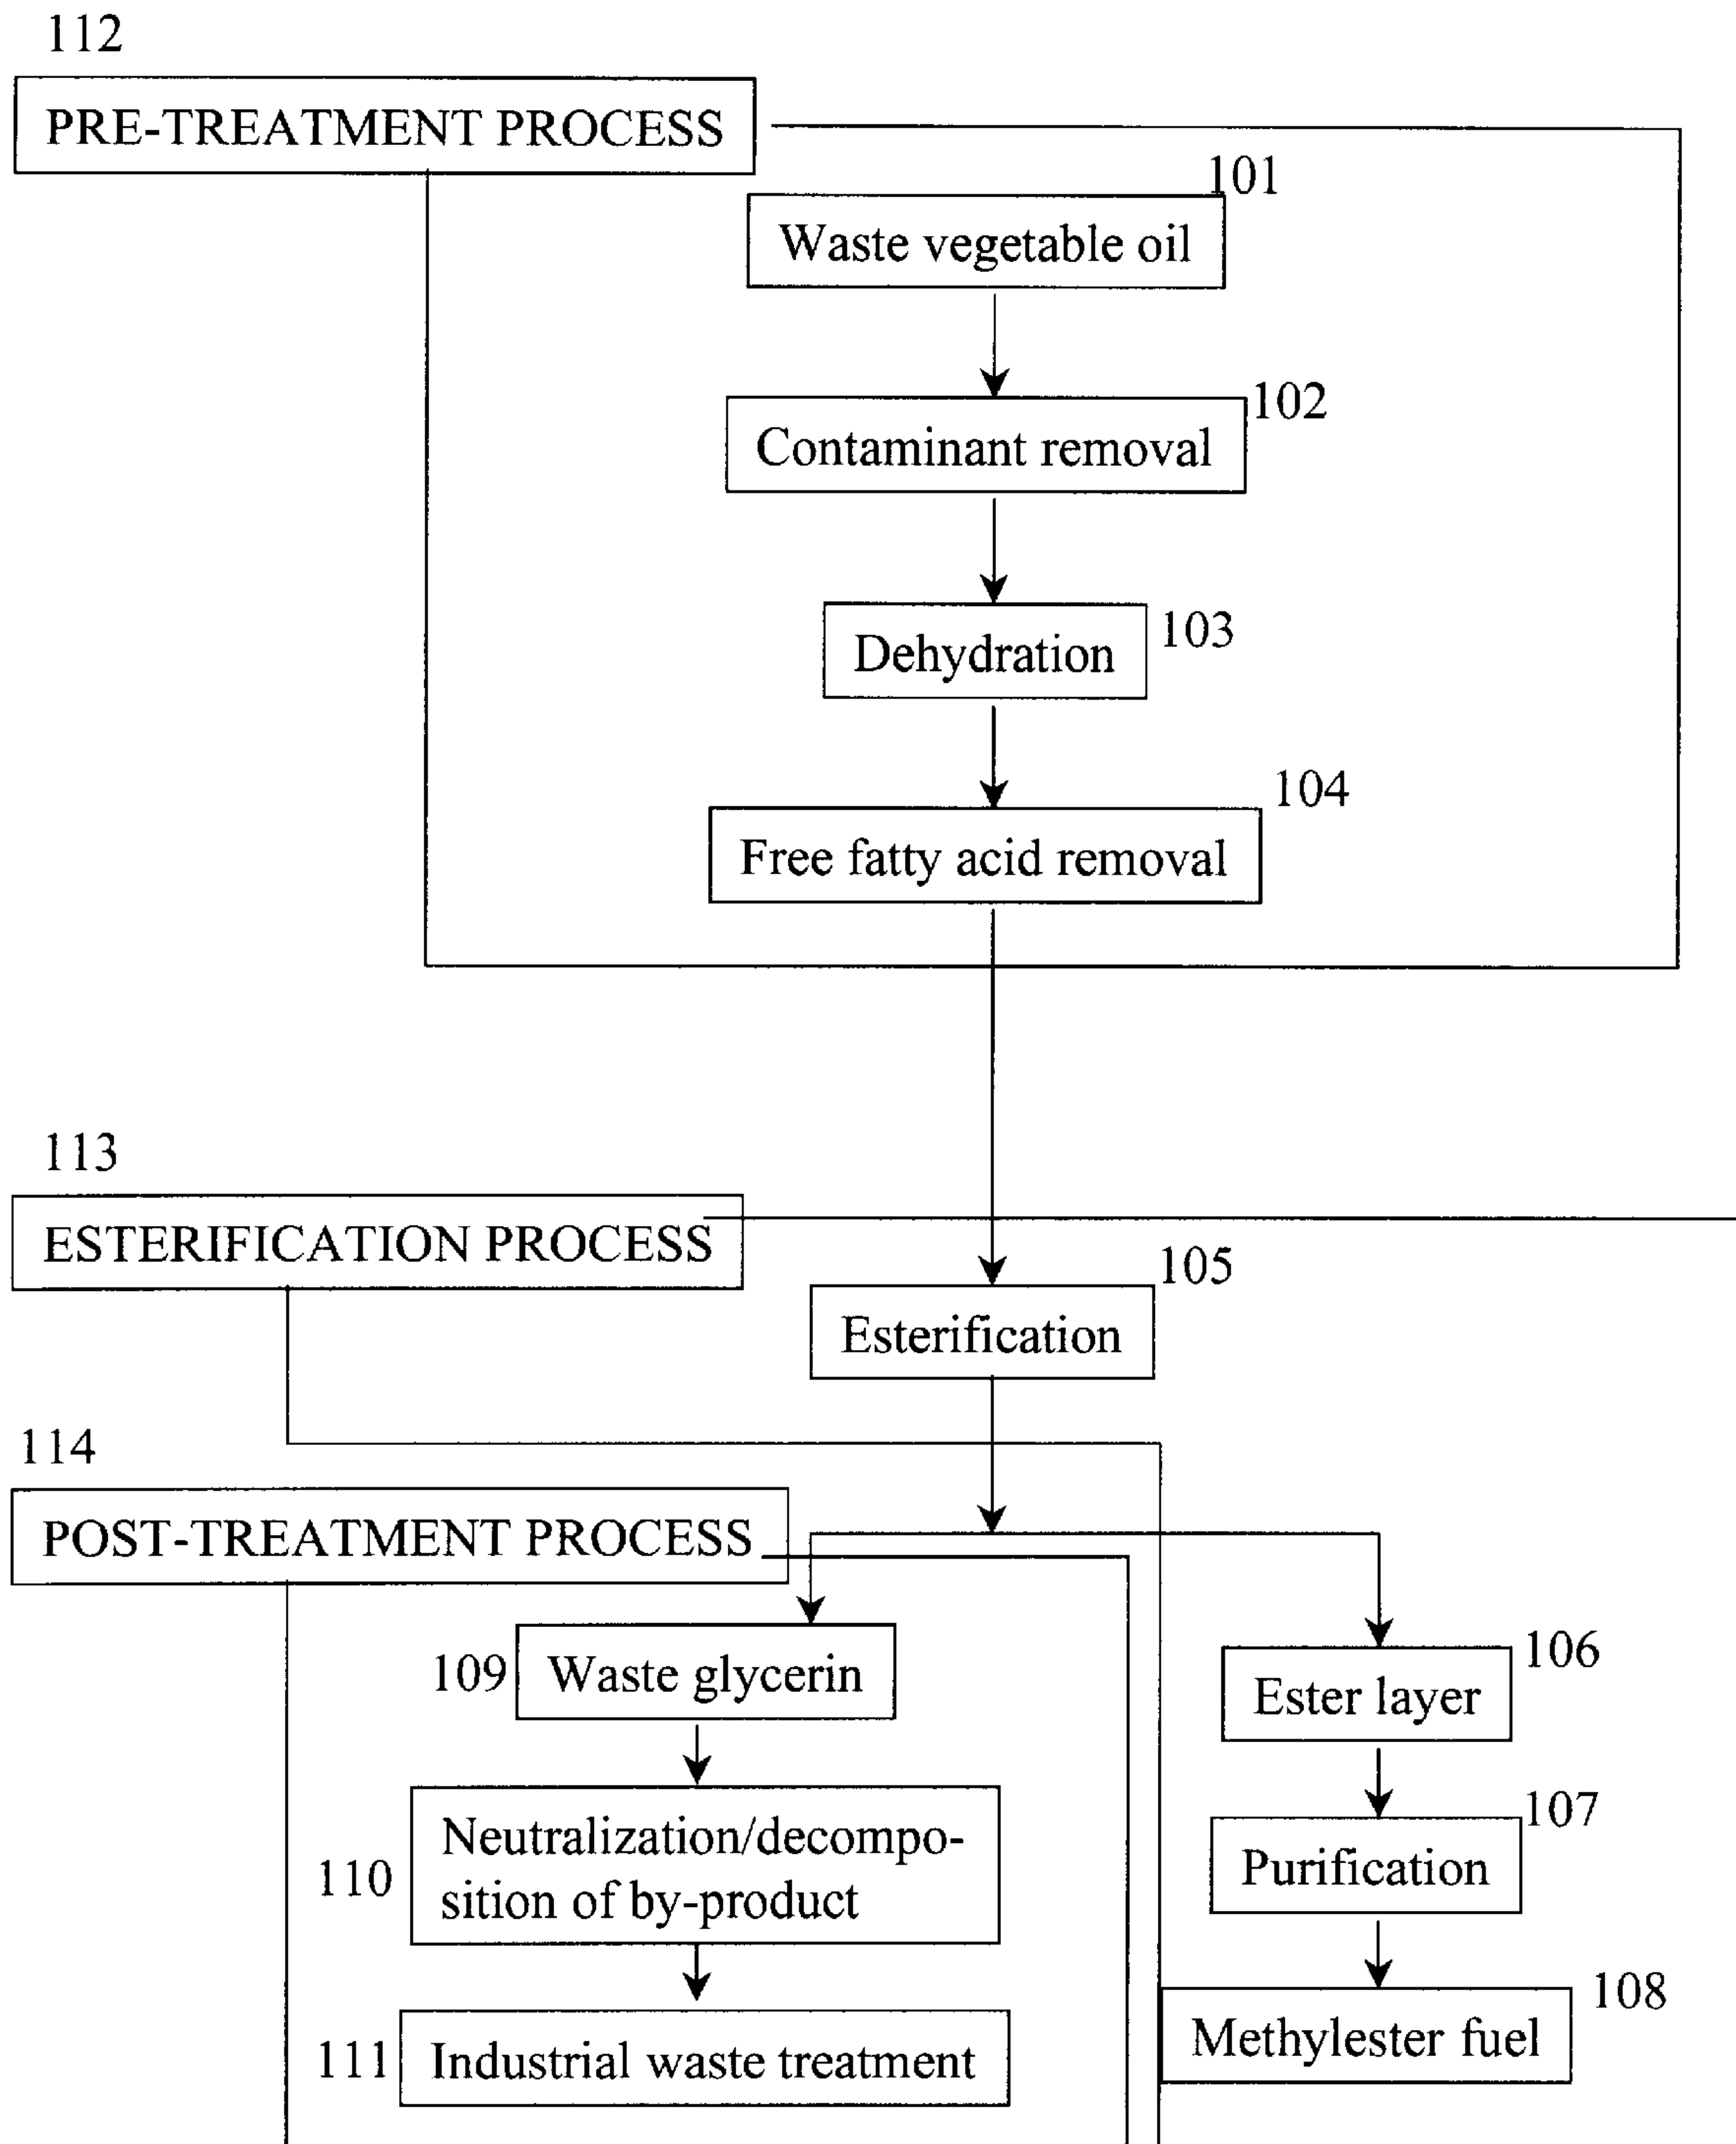 112
PRE-TREATMENT PROCESS
101
Waste vegetable oil
102
Contaminant removal
103
Dehydration
104
Free fatty acid removal
113
ESTERIFICATION PROCESS
105
Esterification
114
POST-TREATMENT PROCESS
109
Waste glycerin
106
Ester layer
110
Neutralization/decompo-
sition of by-product
107
Purification
111
Industrial waste treatment
108
Methylester fuel